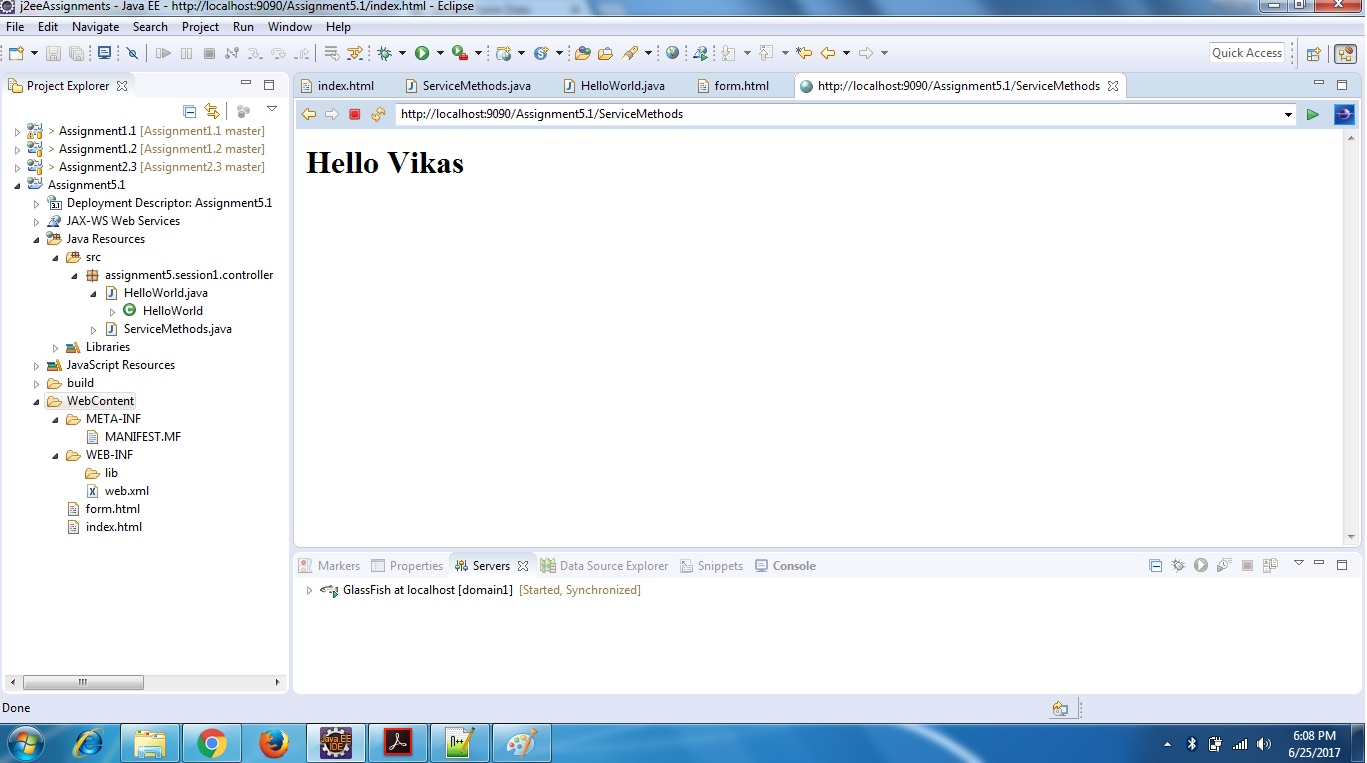 j2eeAssignments - Java EE - http://localhost:9090/Assignment5.1/index.html - Eclipse
File Edit Navigate Search Project Run Window Help
Quick Access
Project Explorer
index.html ServiceMethods.java HelloWorld.java form.html http://localhost:9090/Assignment5.1/ServiceMethods
http://localhost:9090/Assignment5.1/ServiceMethods
> Assignment1.1 [Assignment1.1 master]
> Assignment1.2 [Assignment1.2 master]
> Assignment2.3 [Assignment2.3 master]
Assignment5.1
Deployment Descriptor: Assignment5.1
JAX-WS Web Services
Java Resources
src
assignment5.session1.controller
HelloWorld.java
HelloWorld
ServiceMethods.java
Libraries
JavaScript Resources
build
WebContent
META-INF
MANIFEST.MF
WEB-INF
lib
web.xml
form.html
index.html
Hello Vikas
Markers Properties Servers Data Source Explorer Snippets Console
GlassFish at localhost [domain1] [Started, Synchronized]
Done
Java EE
IDE
6:08 PM
6/25/2017